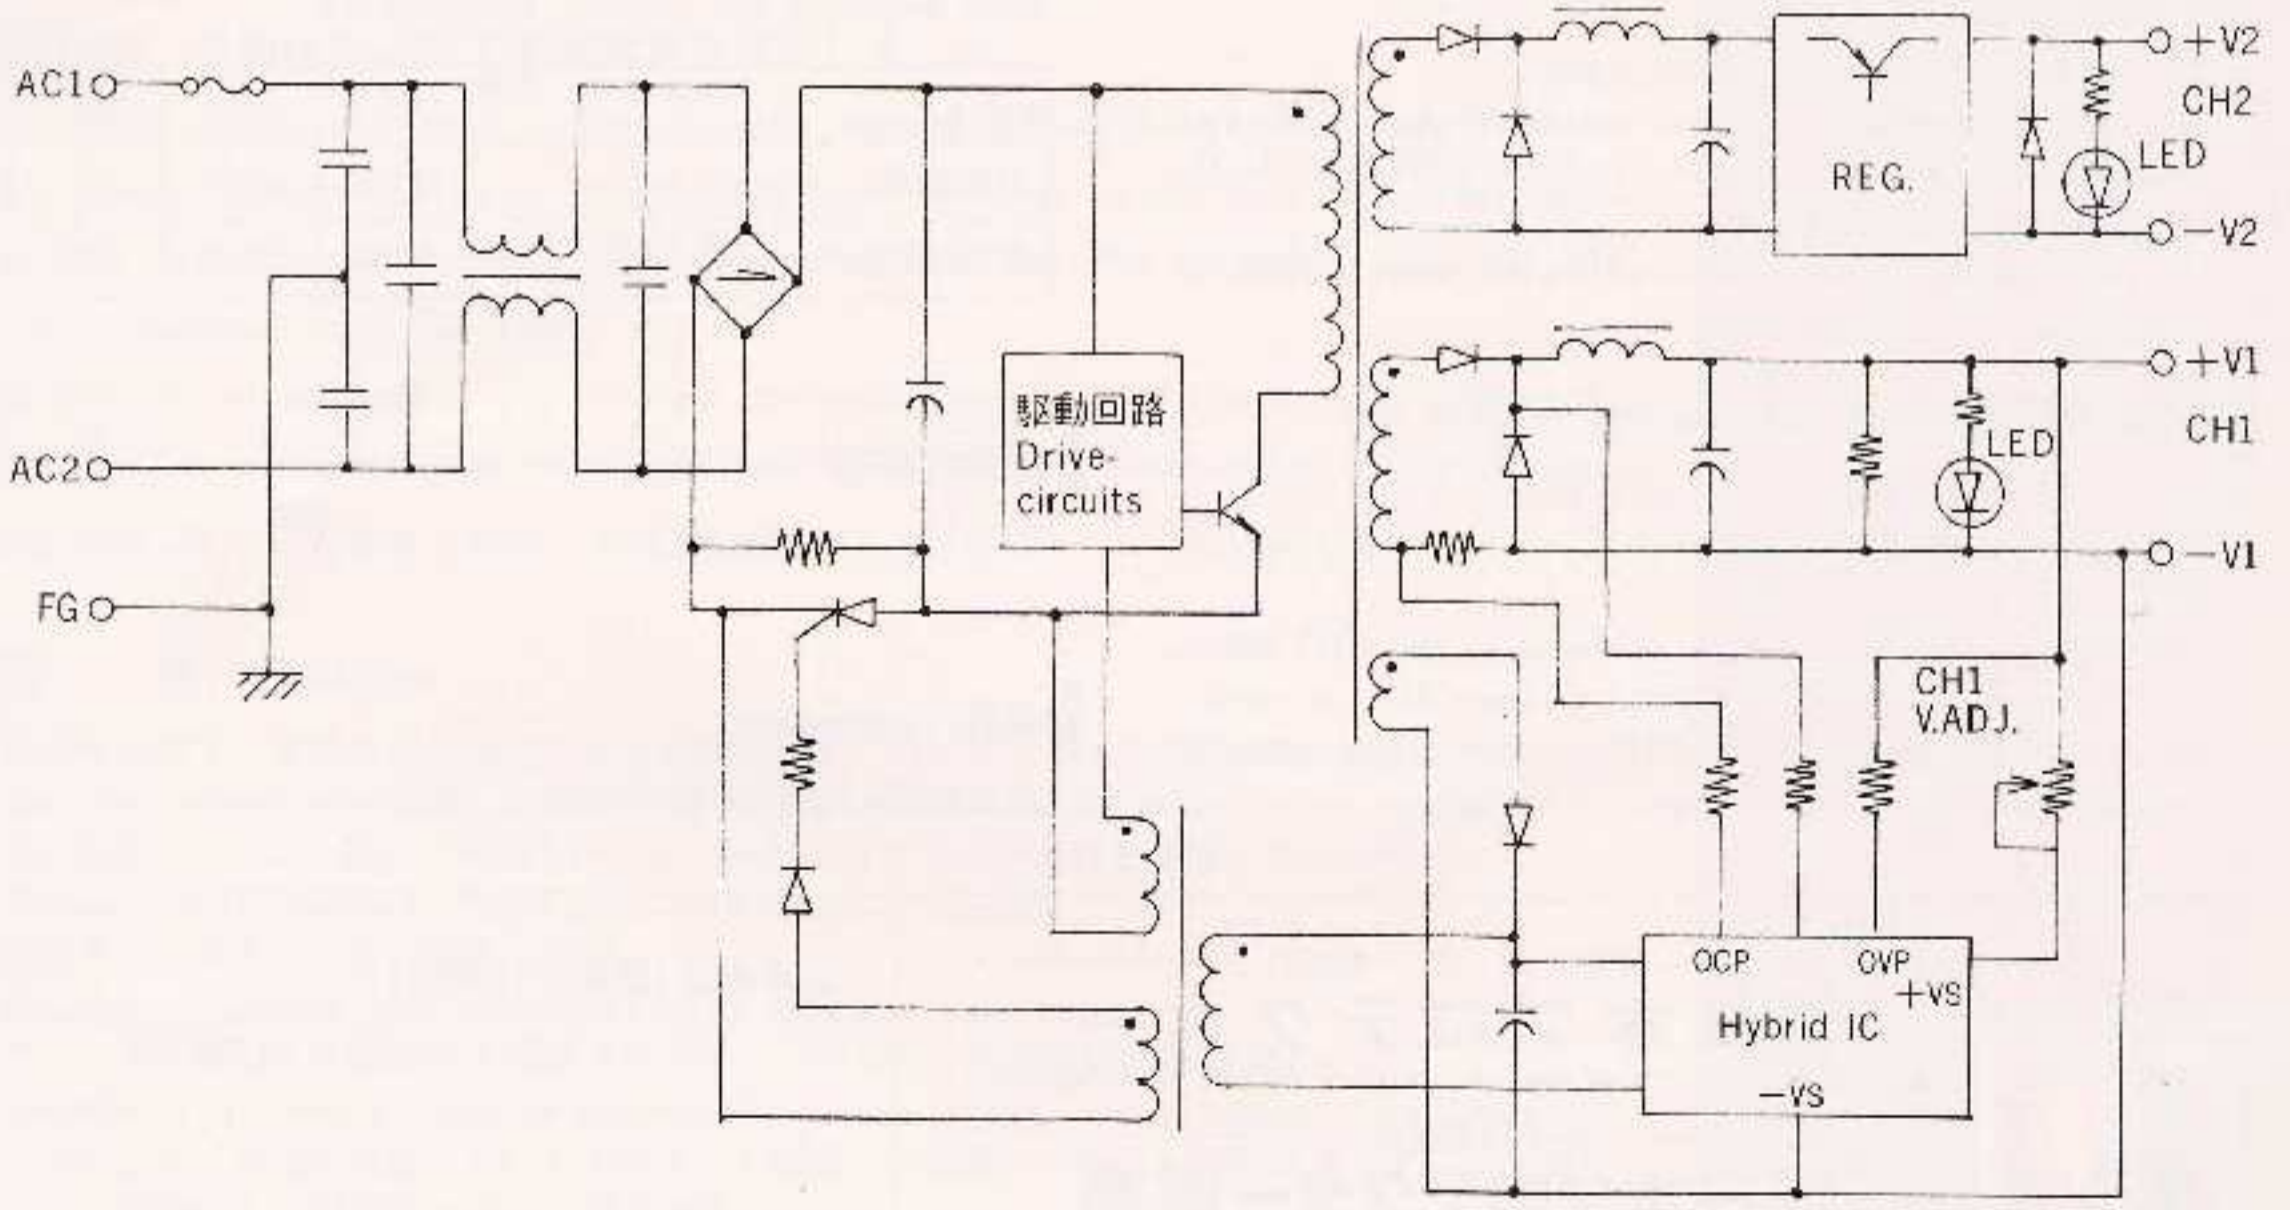 AC1
AC2
FG
駆動回路
Drive-
circuits
REG.
+V2
CH2
LED
-V2
+V1
CH1
LED
-V1
CH1
V.ADJ.
OCP
OVP
+VS
Hybrid IC
-VS